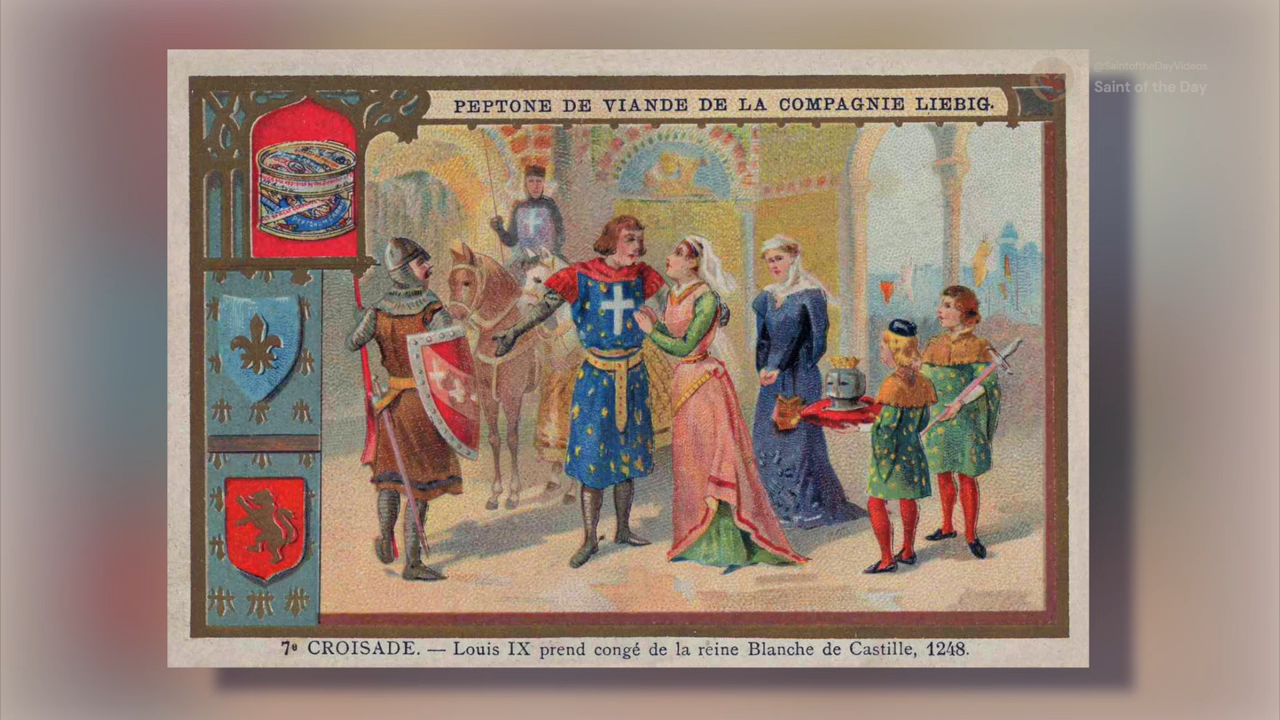 PEPTONE DE VIANDE DE LA COMPAGNIE LIEBIG.
@SaintoftheDayVideos
Saint of the Day
7e CROISADE. — Louis IX prend congé de la reine Blanche de Castille, 1248.